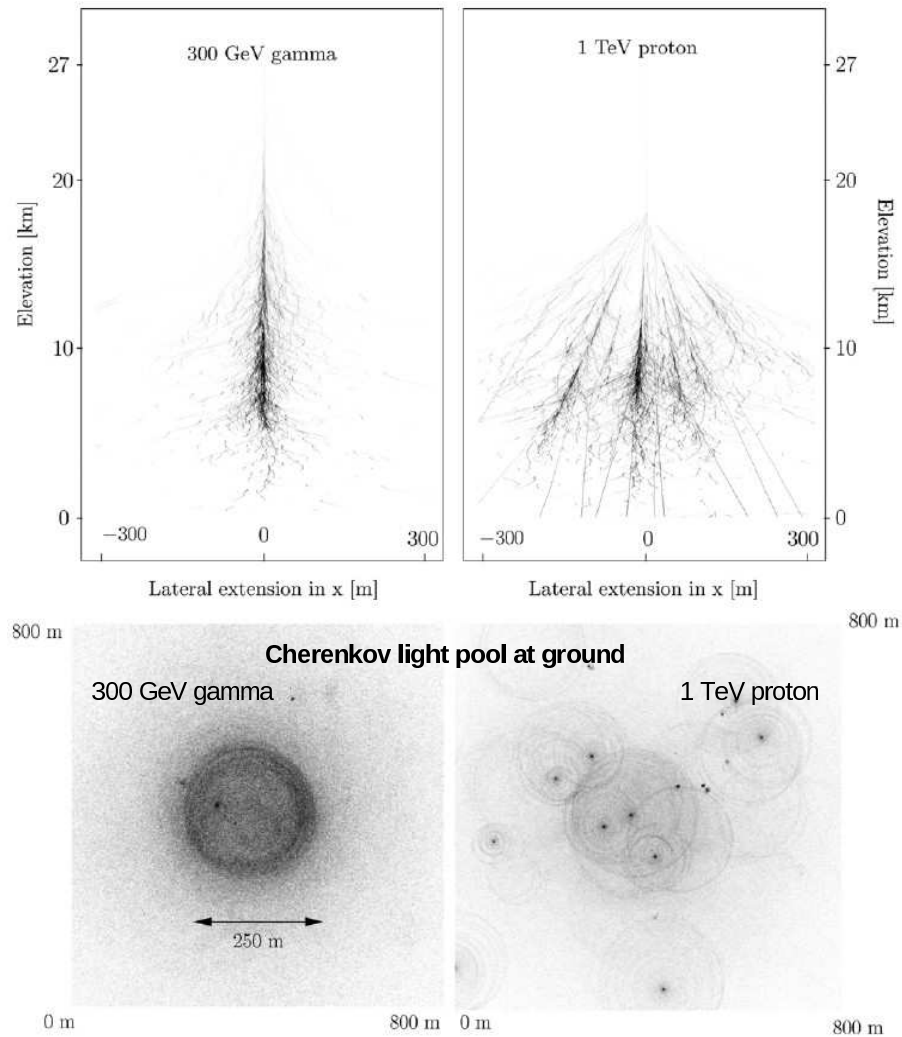 300 GeV gamma
27
20
10
0
Elevation [km]
−300
0
300
Lateral extension in x [m]
1 TeV proton
27
20
10
0
Elevation [km]
−300
0
300
Lateral extension in x [m]
800 m
800 m
Cherenkov light pool at ground
300 GeV gamma
1 TeV proton
250 m
0 m
800 m
0 m
800 m